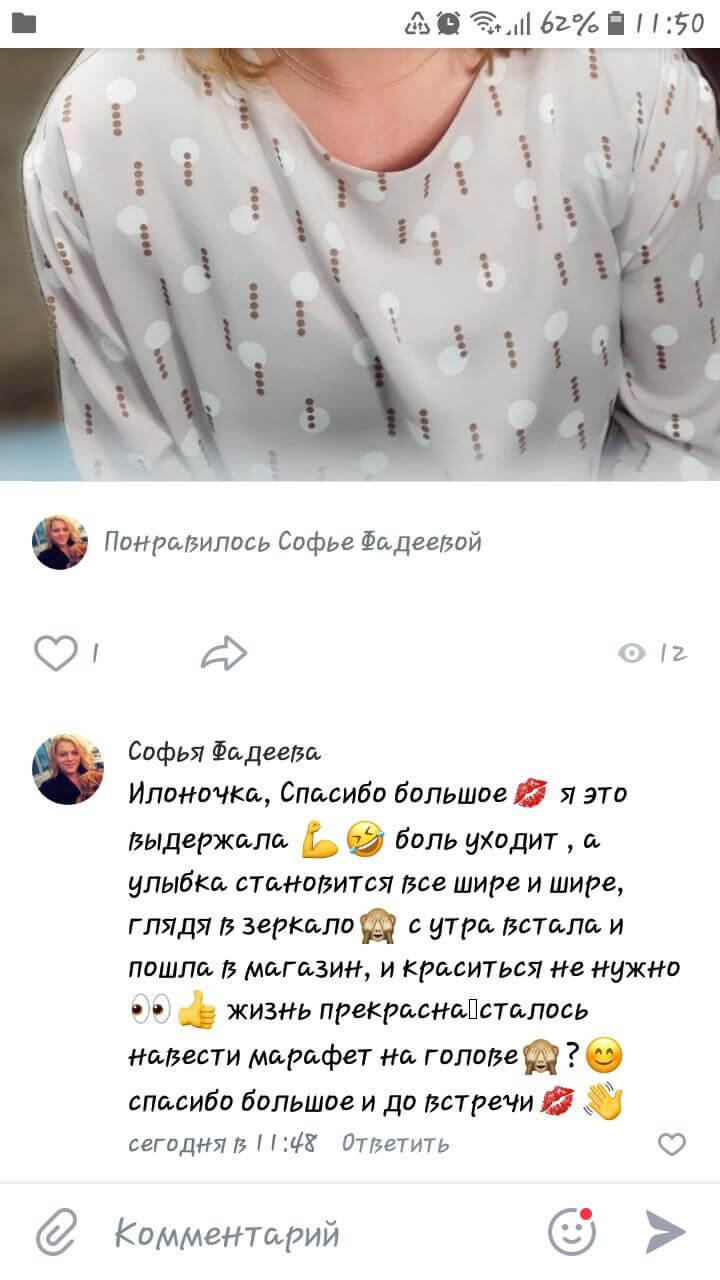 62% 11:50
Понравилось Софье Фадеевой
1 12
Софья Фадеева
Илоночка, Спасибо большое💋 я это
выдержала 💪🤣 боль уходит , а
улыбка становится все шире и шире,
глядя в зеркало🙈 с утра встала и
пошла в магазин, и краситься не нужно
👀👍 жизнь прекрасна▯сталось
навести марафет на голове🙈?😊
спасибо большое и до встречи💋👋
сегодня в 11:48 Ответить
Комментарий